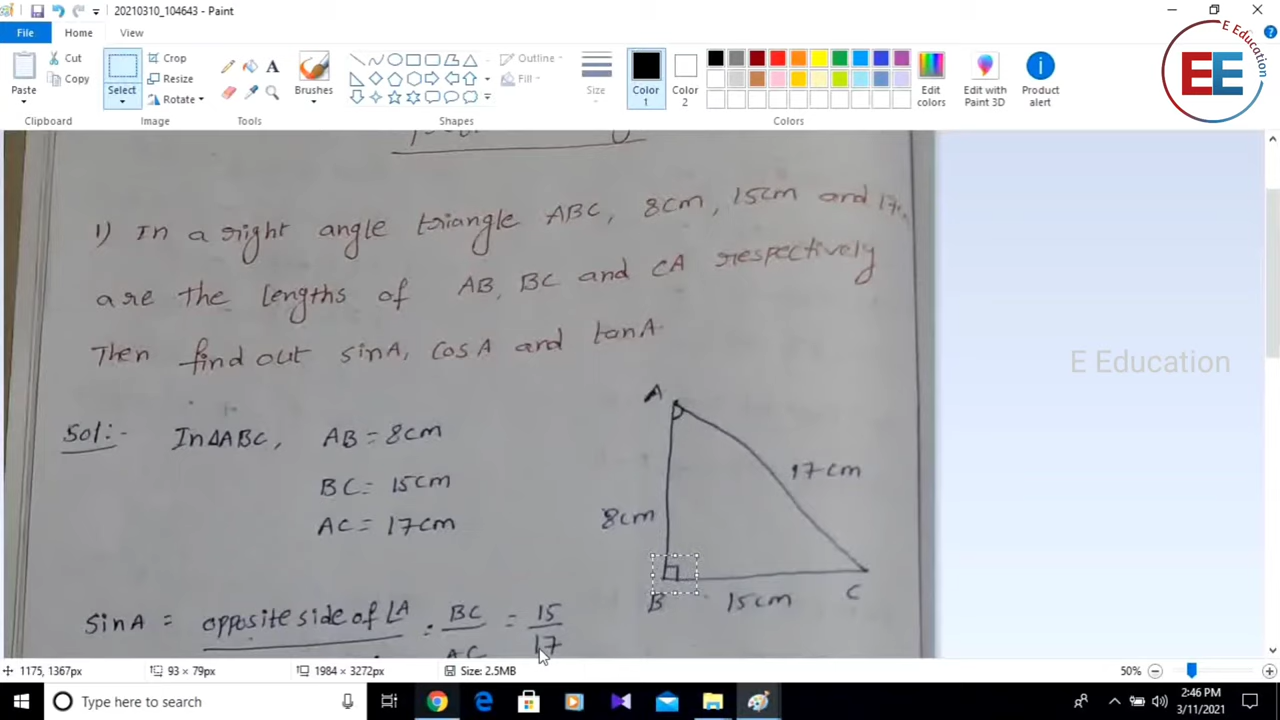 20210310_104643 - Paint
File
Home
View
Cut
Copy
Paste
Clipboard
Crop
Resize
Rotate
Select
Image
A
Tools
Brushes
Outline
Fill
Shapes
Size
Color
1
Color
2
Edit
colors
Edit with
Paint 3D
Product
alert
Colors
EE
E Education
1) In a right angle triangle ABC, 8cm, 15cm and 17
are the lengths of AB, BC and CA respectively
Then find out sinA, cosA and tanA.
E Education
Sol:- In∆ABC, AB = 8cm
BC = 15cm
AC = 17cm
A
17cm
8cm
B
15cm
C
sinA = opposite side of ∠A = BC = 15
AC 17
1175, 1367px
93 × 79px
1984 × 3272px
Size: 2.5MB
50%
Type here to search
2:46 PM
3/11/2021